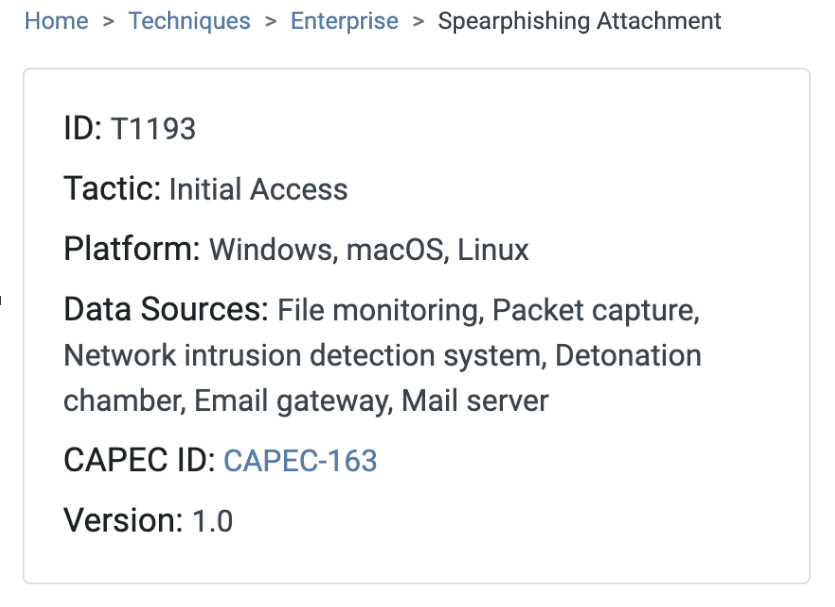 Home > Techniques > Enterprise > Spearphishing Attachment
ID: T1193
Tactic: Initial Access
Platform: Windows, macOS, Linux
Data Sources: File monitoring, Packet capture,
Network intrusion detection system, Detonation
chamber, Email gateway, Mail server
CAPEC ID: CAPEC-163
Version: 1.0